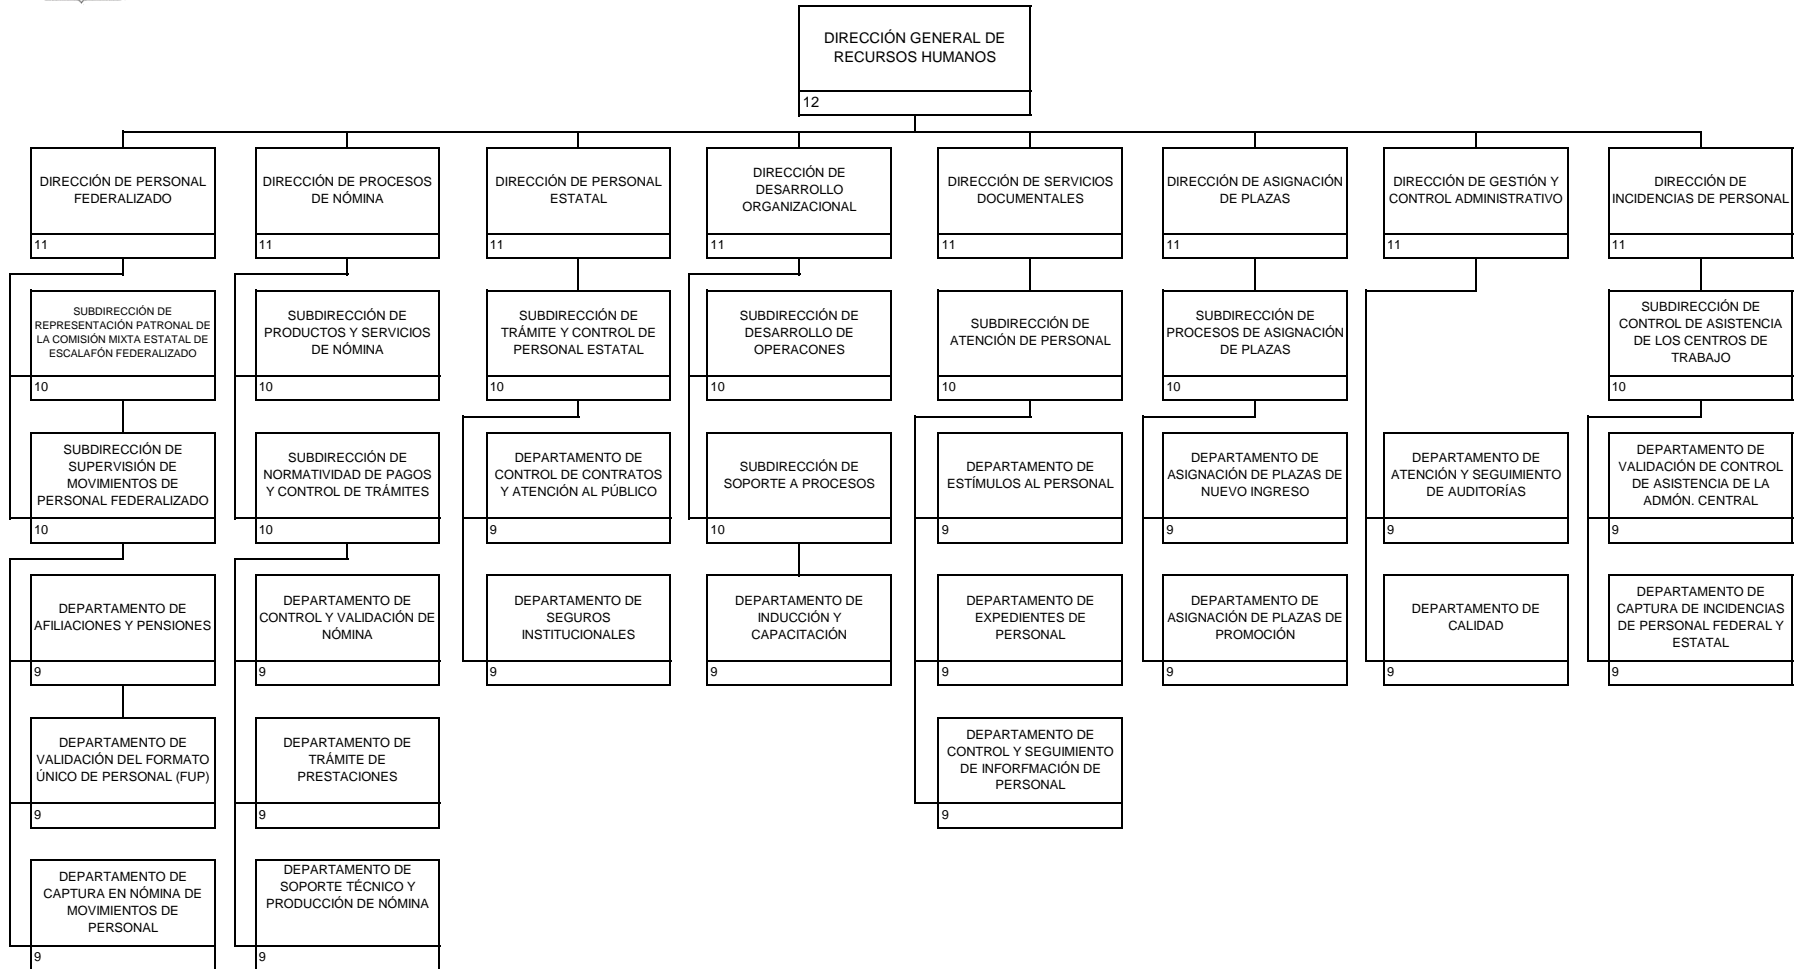 DIRECCIÓN GENERAL DE
RECURSOS HUMANOS
12
DIRECCIÓN DE PERSONAL
FEDERALIZADO
11
DIRECCIÓN DE PROCESOS
DE NÓMINA
11
DIRECCIÓN DE PERSONAL
ESTATAL
11
DIRECCIÓN DE
DESARROLLO
ORGANIZACIONAL
11
DIRECCIÓN DE SERVICIOS
DOCUMENTALES
11
DIRECCIÓN DE ASIGNACIÓN
DE PLAZAS
11
DIRECCIÓN DE GESTIÓN Y
CONTROL ADMINISTRATIVO
11
DIRECCIÓN DE
INCIDENCIAS DE PERSONAL
11
SUBDIRECCIÓN DE
REPRESENTACIÓN PATRONAL DE
LA COMISIÓN MIXTA ESTATAL DE
ESCALAFÓN FEDERALIZADO
10
SUBDIRECCIÓN DE
PRODUCTOS Y SERVICIOS
DE NÓMINA
10
SUBDIRECCIÓN DE
TRÁMITE Y CONTROL DE
PERSONAL ESTATAL
10
SUBDIRECCIÓN DE
DESARROLLO DE
OPERACONES
10
SUBDIRECCIÓN DE
ATENCIÓN DE PERSONAL
10
SUBDIRECCIÓN DE
PROCESOS DE ASIGNACIÓN
DE PLAZAS
10
SUBDIRECCIÓN DE
CONTROL DE ASISTENCIA
DE LOS CENTROS DE
TRABAJO
10
SUBDIRECCIÓN DE
SUPERVISIÓN DE
MOVIMIENTOS DE
PERSONAL FEDERALIZADO
10
SUBDIRECCIÓN DE
NORMATIVIDAD DE PAGOS
Y CONTROL DE TRÁMITES
10
DEPARTAMENTO DE
CONTROL DE CONTRATOS
Y ATENCIÓN AL PÚBLICO
9
SUBDIRECCIÓN DE
SOPORTE A PROCESOS
10
DEPARTAMENTO DE
ESTÍMULOS AL PERSONAL
9
DEPARTAMENTO DE
ASIGNACIÓN DE PLAZAS DE
NUEVO INGRESO
9
DEPARTAMENTO DE
ATENCIÓN Y SEGUIMIENTO
DE AUDITORÍAS
9
DEPARTAMENTO DE
VALIDACIÓN DE CONTROL
DE ASISTENCIA DE LA
ADMÓN. CENTRAL
9
DEPARTAMENTO DE
AFILIACIONES Y PENSIONES
9
DEPARTAMENTO DE
CONTROL Y VALIDACIÓN DE
NÓMINA
9
DEPARTAMENTO DE
SEGUROS
INSTITUCIONALES
9
DEPARTAMENTO DE
INDUCCIÓN Y
CAPACITACIÓN
9
DEPARTAMENTO DE
EXPEDIENTES DE
PERSONAL
9
DEPARTAMENTO DE
ASIGNACIÓN DE PLAZAS DE
PROMOCIÓN
9
DEPARTAMENTO DE
CALIDAD
9
DEPARTAMENTO DE
CAPTURA DE INCIDENCIAS
DE PERSONAL FEDERAL Y
ESTATAL
9
DEPARTAMENTO DE
VALIDACIÓN DEL FORMATO
ÚNICO DE PERSONAL (FUP)
9
DEPARTAMENTO DE
TRÁMITE DE
PRESTACIONES
9
DEPARTAMENTO DE
CONTROL Y SEGUIMIENTO
DE INFORFMACIÓN DE
PERSONAL
9
DEPARTAMENTO DE
CAPTURA EN NÓMINA DE
MOVIMIENTOS DE
PERSONAL
9
DEPARTAMENTO DE
SOPORTE TÉCNICO Y
PRODUCCIÓN DE NÓMINA
9